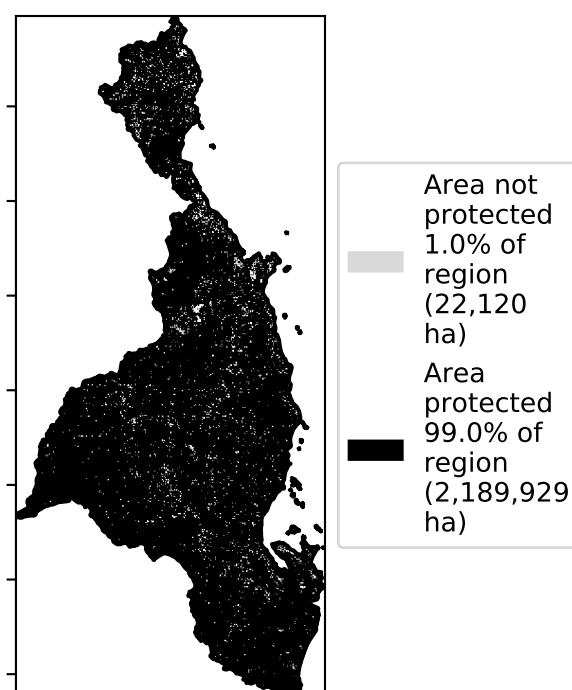 Area not
protected
1.0% of
region
(22,120
ha)
Area
protected
99.0% of
region
(2,189,929
ha)